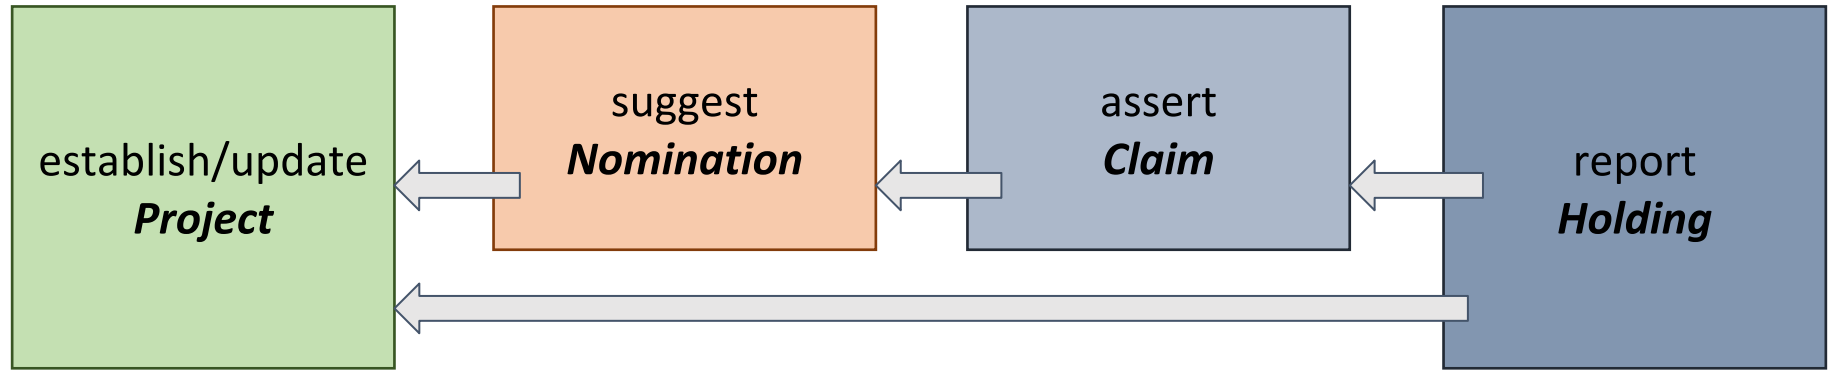 establish/update
Project
suggest
Nomination
assert
Claim
report
Holding